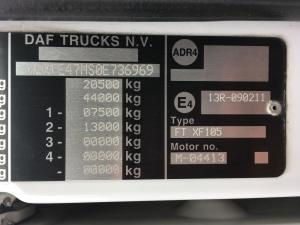 DAF TRUCKS N.V.
ADR4
20500 kg
44000 kg
E4
13R-090211
1 - 07500 kg
2 - 13000 kg
Type
3 - 00000 kg
FT XF105
4 - 00000 kg
Motor no.
00000 kg
M-04413